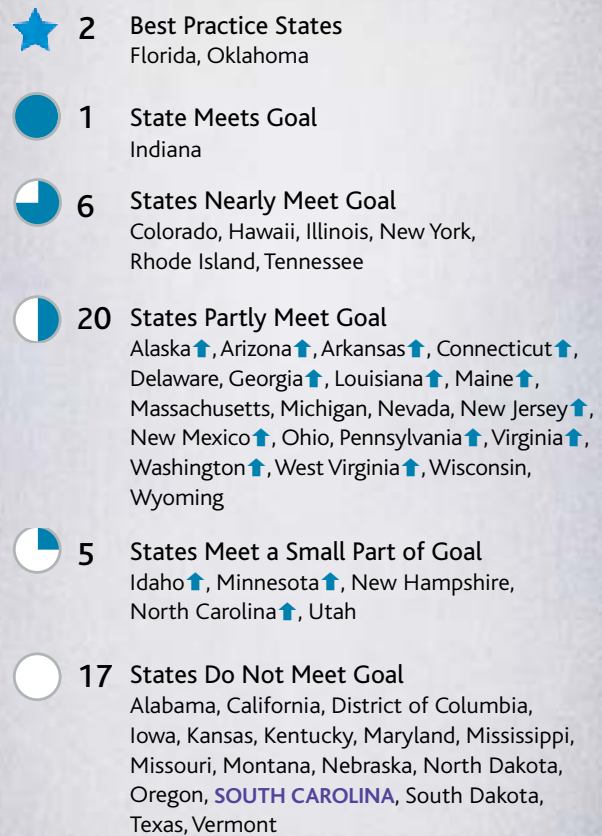 2 Best Practice States
Florida, Oklahoma
1 State Meets Goal
Indiana
6 States Nearly Meet Goal
Colorado, Hawaii, Illinois, New York,
Rhode Island, Tennessee
20 States Partly Meet Goal
Alaska⬆, Arizona⬆, Arkansas⬆, Connecticut⬆,
Delaware, Georgia⬆, Louisiana⬆, Maine⬆,
Massachusetts, Michigan, Nevada, New Jersey⬆,
New Mexico⬆, Ohio, Pennsylvania⬆, Virginia⬆,
Washington⬆, West Virginia⬆, Wisconsin,
Wyoming
5 States Meet a Small Part of Goal
Idaho⬆, Minnesota⬆, New Hampshire,
North Carolina⬆, Utah
17 States Do Not Meet Goal
Alabama, California, District of Columbia,
Iowa, Kansas, Kentucky, Maryland, Mississippi,
Missouri, Montana, Nebraska, North Dakota,
Oregon, SOUTH CAROLINA, South Dakota,
Texas, Vermont